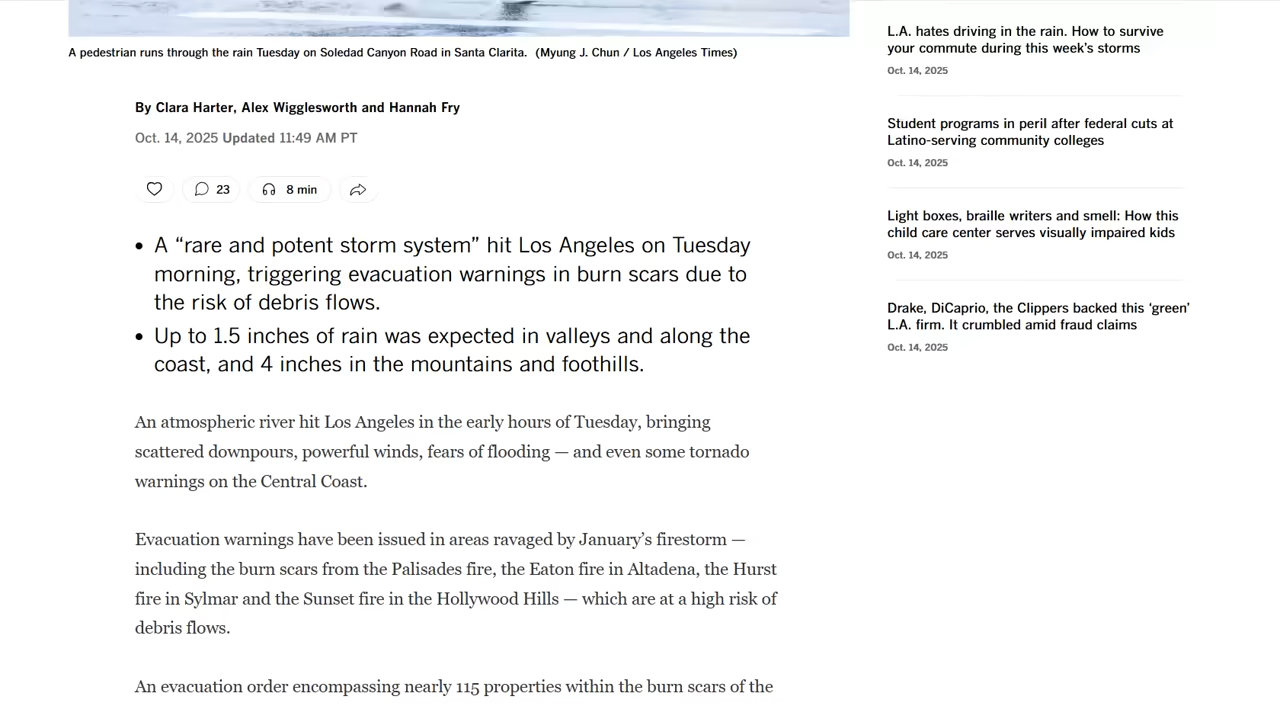 A pedestrian runs through the rain Tuesday on Soledad Canyon Road in Santa Clarita. (Myung J. Chun / Los Angeles Times)
By Clara Harter, Alex Wigglesworth and Hannah Fry
Oct. 14, 2025 Updated 11:49 AM PT
23
8 min
• A “rare and potent storm system” hit Los Angeles on Tuesday
morning, triggering evacuation warnings in burn scars due to
the risk of debris flows.
• Up to 1.5 inches of rain was expected in valleys and along the
coast, and 4 inches in the mountains and foothills.
An atmospheric river hit Los Angeles in the early hours of Tuesday, bringing
scattered downpours, powerful winds, fears of flooding — and even some tornado
warnings on the Central Coast.
Evacuation warnings have been issued in areas ravaged by January’s firestorm —
including the burn scars from the Palisades fire, the Eaton fire in Altadena, the Hurst
fire in Sylmar and the Sunset fire in the Hollywood Hills — which are at a high risk of
debris flows.
An evacuation order encompassing nearly 115 properties within the burn scars of the
L.A. hates driving in the rain. How to survive
your commute during this week’s storms
Oct. 14, 2025
Student programs in peril after federal cuts at
Latino-serving community colleges
Oct. 14, 2025
Light boxes, braille writers and smell: How this
child care center serves visually impaired kids
Oct. 14, 2025
Drake, DiCaprio, the Clippers backed this ‘green’
L.A. firm. It crumbled amid fraud claims
Oct. 14, 2025